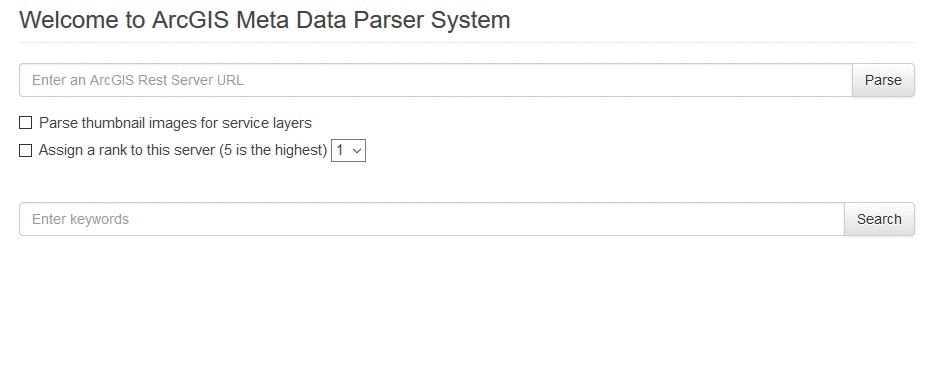 Welcome to ArcGIS Meta Data Parser System
Enter an ArcGIS Rest Server URL Parse
Parse thumbnail images for service layers
Assign a rank to this server (5 is the highest) 1
Enter keywords Search